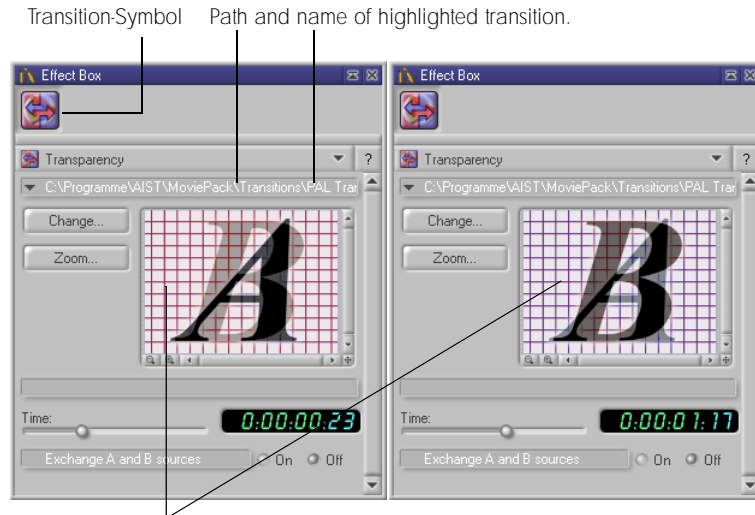 Transition-Symbol Path and name of highlighted transition.
Effect Box
Transparency ?
C:\Programme\AIST\MoviePack\Transitions\PAL Trar
Change...
Zoom...
A B
Time: 0:00:00:23
Exchange A and B sources On Off
Effect Box
Transparency ?
C:\Programme\AIST\MoviePack\Transitions\PAL Trar
Change...
Zoom...
A B
Time: 0:00:01:17
Exchange A and B sources On Off